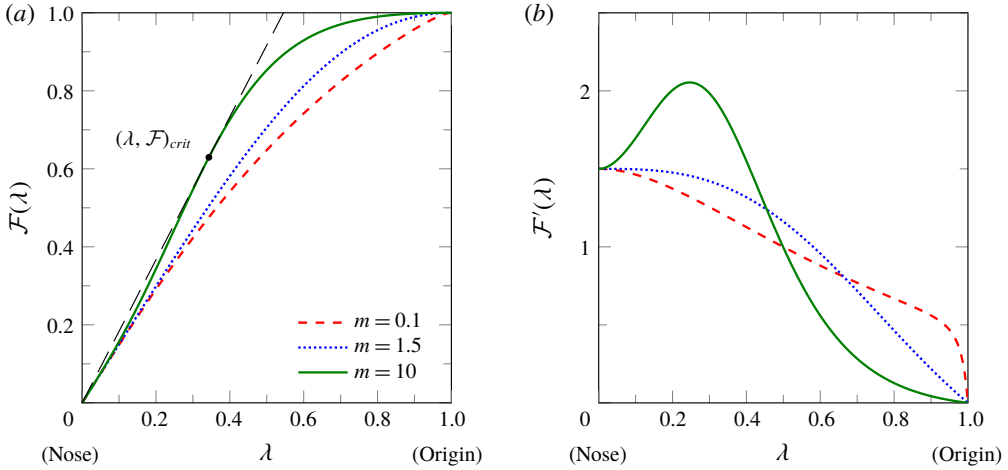 (a)
1.0
0.8
0.6
0.4
0.2
0
0.2
0.4
0.6
0.8
1.0
(Nose)
λ
(Origin)
ℱ(λ)
(λ, ℱ)crit
m = 0.1
m = 1.5
m = 10
(b)
2
1
0
0.2
0.4
0.6
0.8
1.0
(Nose)
λ
(Origin)
ℱ′(λ)